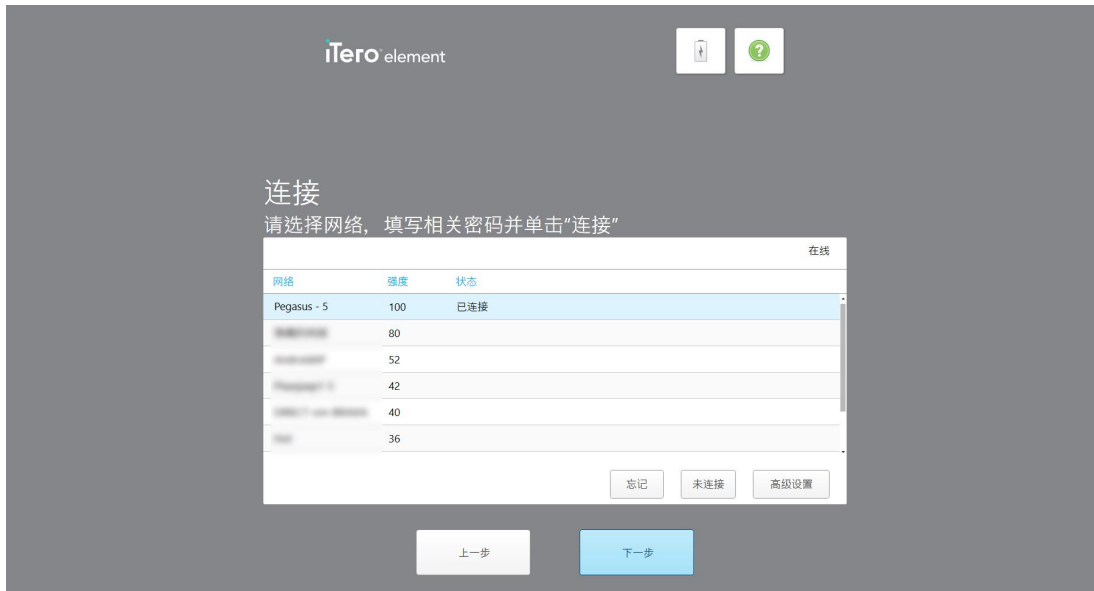 iTero element
连接
请选择网络，填写相关密码并单击“连接”
在线
网络 强度 状态
Pegasus - 5 100 已连接
80
52
42
40
36
忘记 未连接 高级设置
上一步 下一步